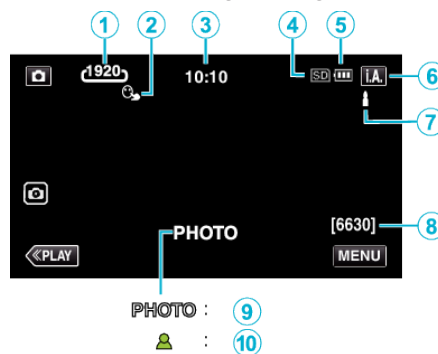 1 2 3 4 5
1920 10:10 SD i.A. 6
7
[6630] 8
PHOTO
≪PLAY MENU
PHOTO : 9
: 10